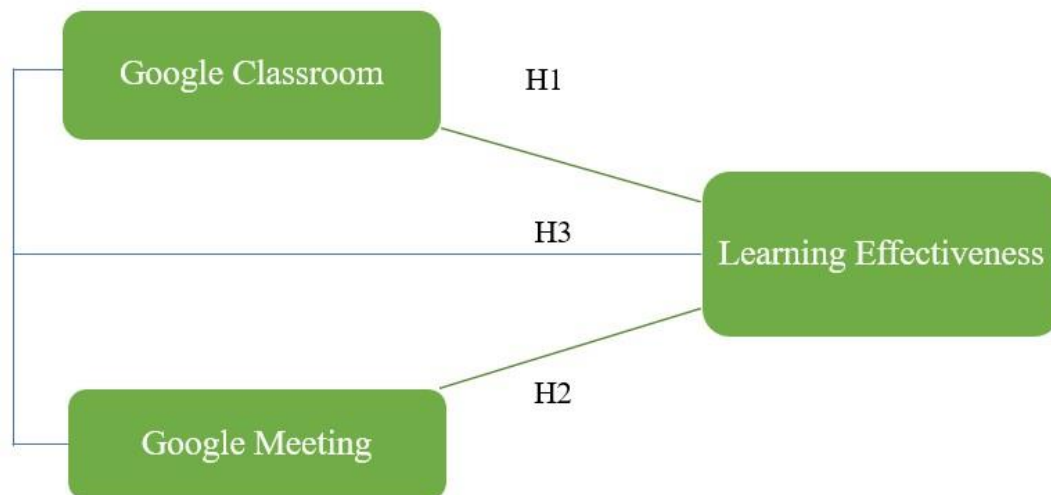 Google Classroom
H1
H3
Learning Effectiveness
H2
Google Meeting